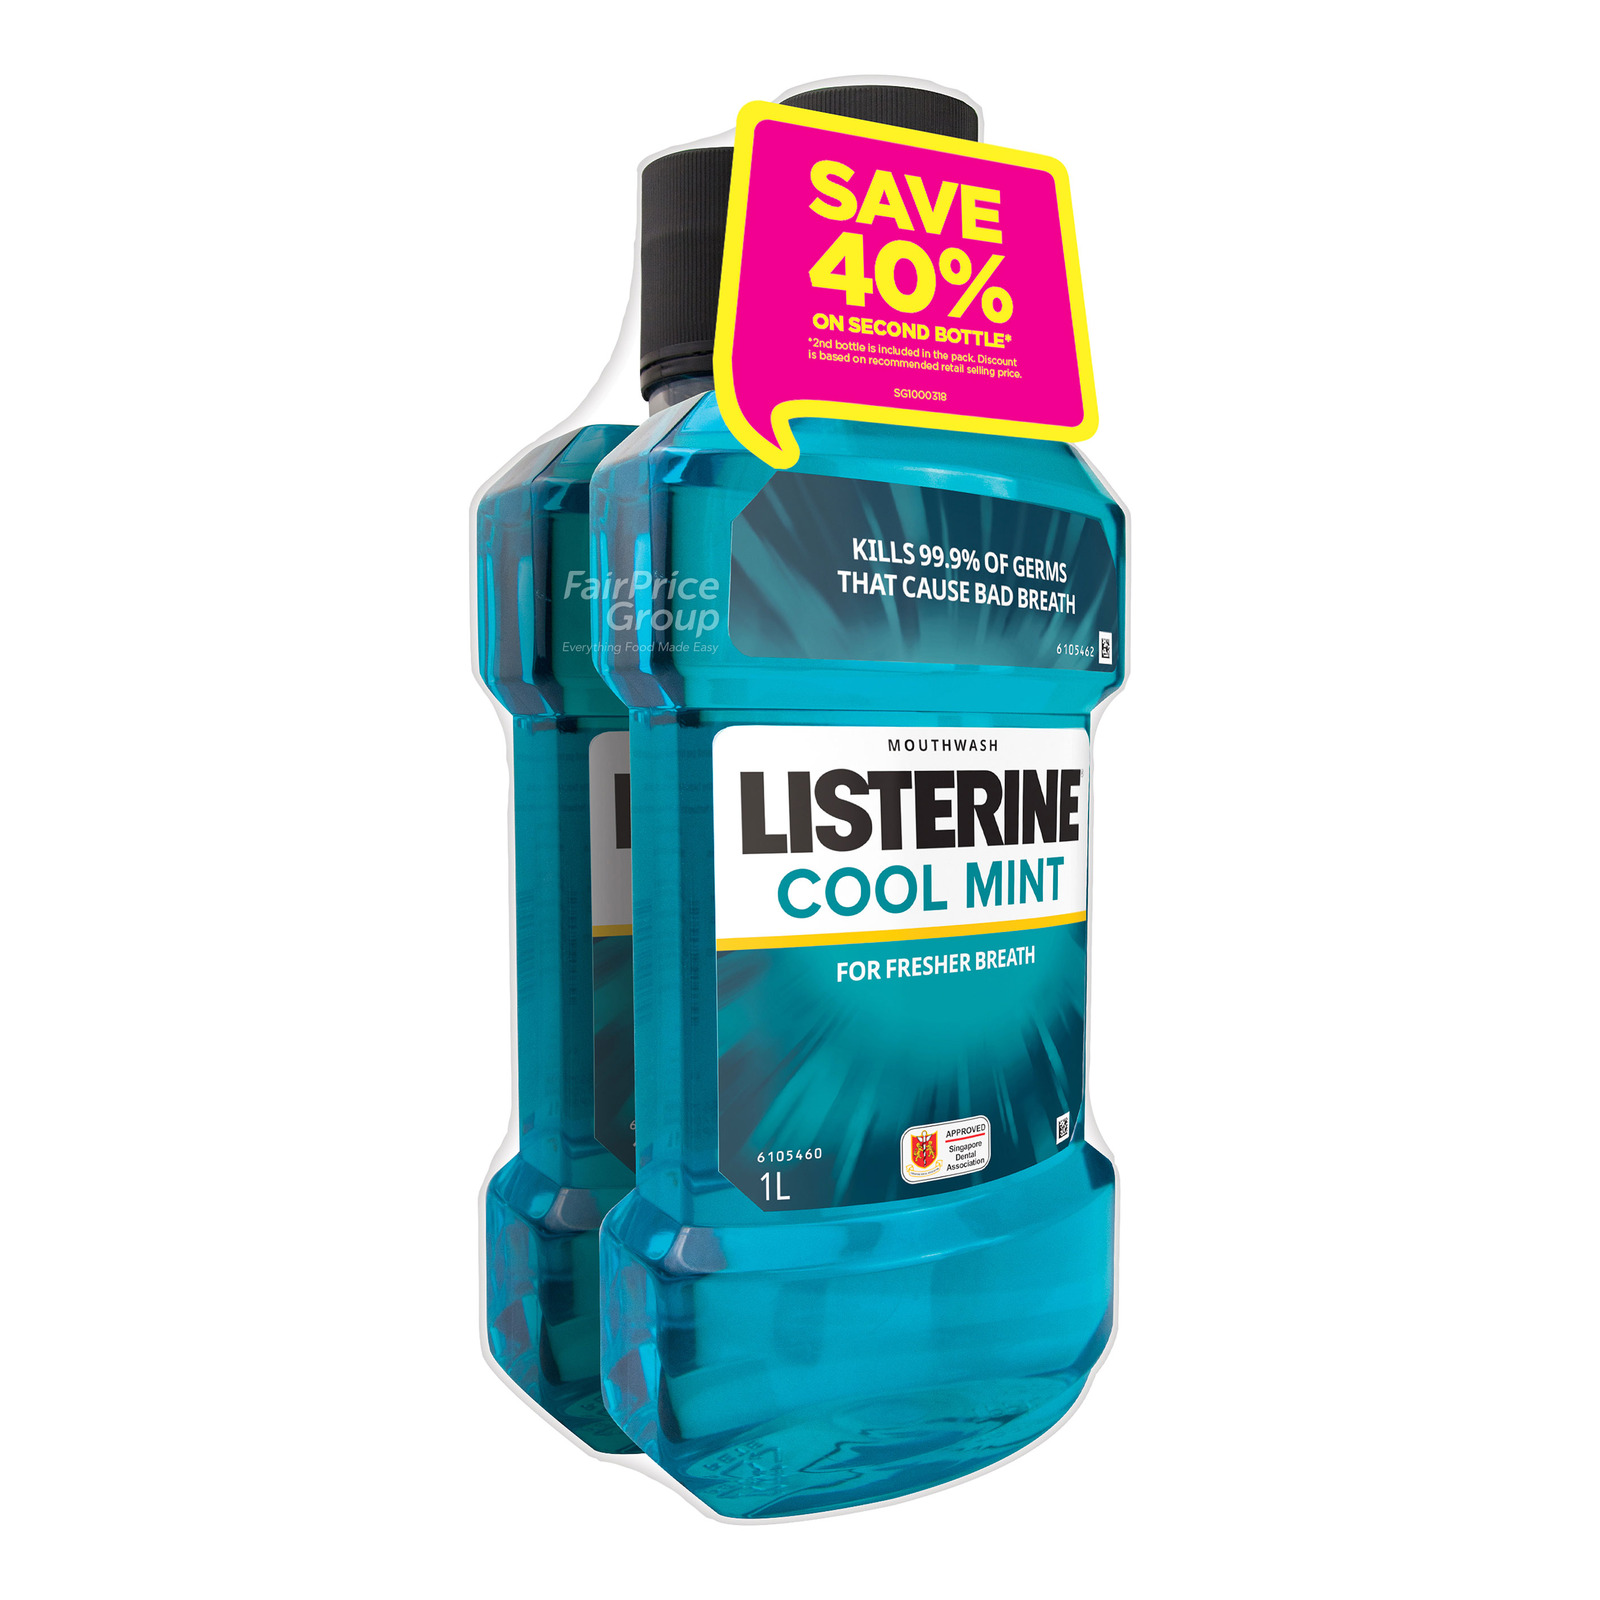 SAVE
40%
ON SECOND BOTTLE*
*2nd bottle is included in the pack. Discount
is based on recommended retail selling price.
SG1000318
KILLS 99.9% OF GERMS
THAT CAUSE BAD BREATH
6105462
FairPrice
Group
Everything Food Made Easy
MOUTHWASH
LISTERINE
COOL MINT
FOR FRESHER BREATH
APPROVED
Singapore
Dental
Association
6105460
1L